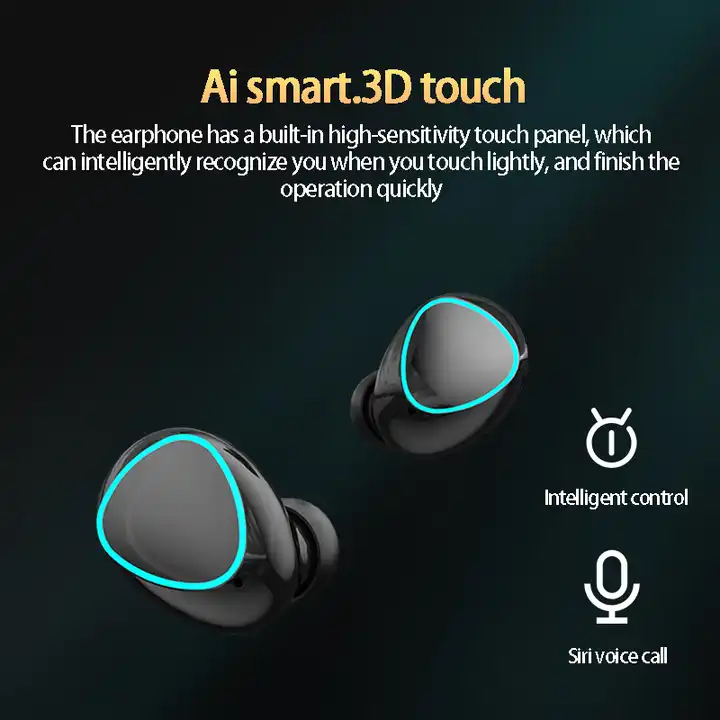 Ai smart.3D touch
The earphone has a built-in high-sensitivity touch panel, which
can intelligently recognize you when you touch lightly, and finish the
operation quickly
Intelligent control
Siri voice call